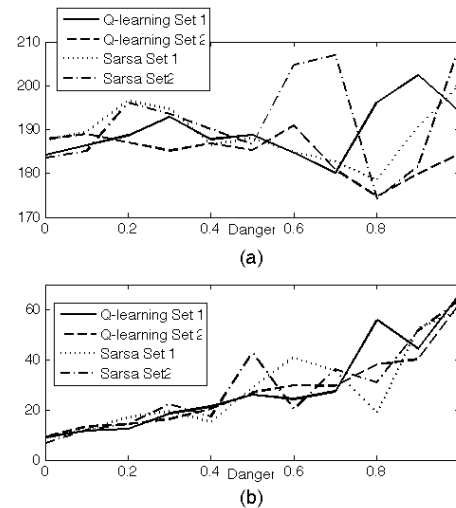 210
200
190
180
170
Q-learning Set 1
Q-learning Set 2
Sarsa Set 1
Sarsa Set2
0 0.2 0.4 Danger 0.6 0.8
(a)
60
40
20
0
Q-learning Set 1
Q-learning Set 2
Sarsa Set 1
Sarsa Set2
0 0.2 0.4 Danger 0.6 0.8
(b)